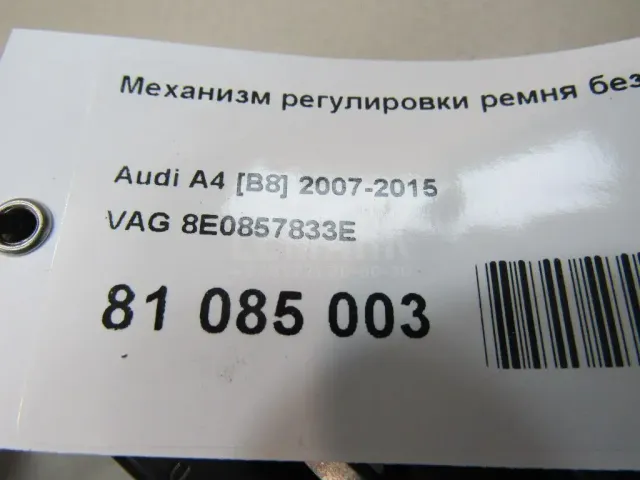 Механизм регулировки ремня без
Audi A4 [B8] 2007-2015
VAG 8E0857833E
81 085 003